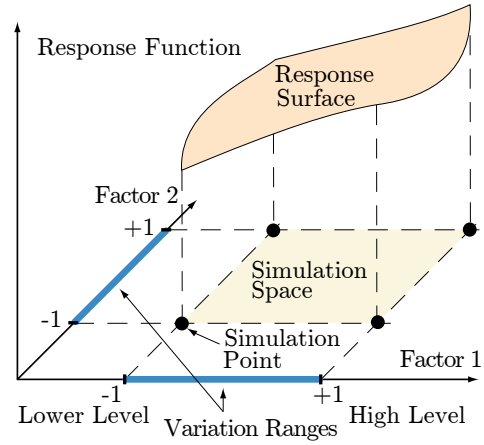 Response Function
Response
Surface
Factor 2
+1
Simulation
Space
-1
Simulation
Point
Factor 1
-1
+1
Lower Level
High Level
Variation Ranges